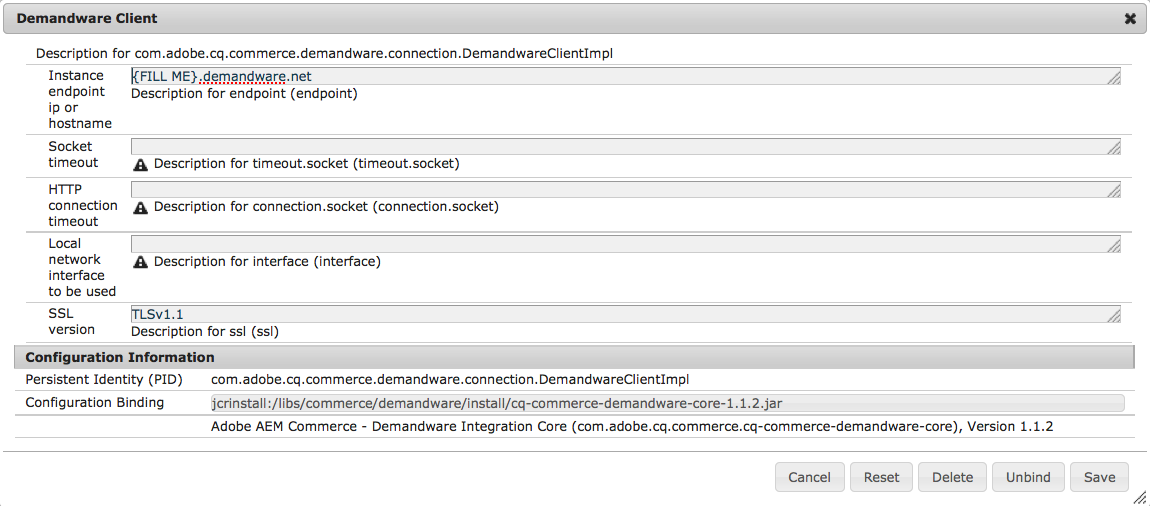 Demandware Client
Description for com.adobe.cq.commerce.demandware.connection.DemandwareClientImpl
Instance
endpoint
ip or
hostname
{FILL ME}.demandware.net
Description for endpoint (endpoint)
Socket
timeout
Description for timeout.socket (timeout.socket)
HTTP
connection
timeout
Description for connection.socket (connection.socket)
Local
network
interface
to be used
Description for interface (interface)
SSL
version
TLSv1.1
Description for ssl (ssl)
Configuration Information
Persistent Identity (PID) com.adobe.cq.commerce.demandware.connection.DemandwareClientImpl
Configuration Binding jcrinstall:/libs/commerce/demandware/install/cq-commerce-demandware-core-1.1.2.jar
Adobe AEM Commerce - Demandware Integration Core (com.adobe.cq.commerce.cq-commerce-demandware-core), Version 1.1.2
Cancel Reset Delete Unbind Save